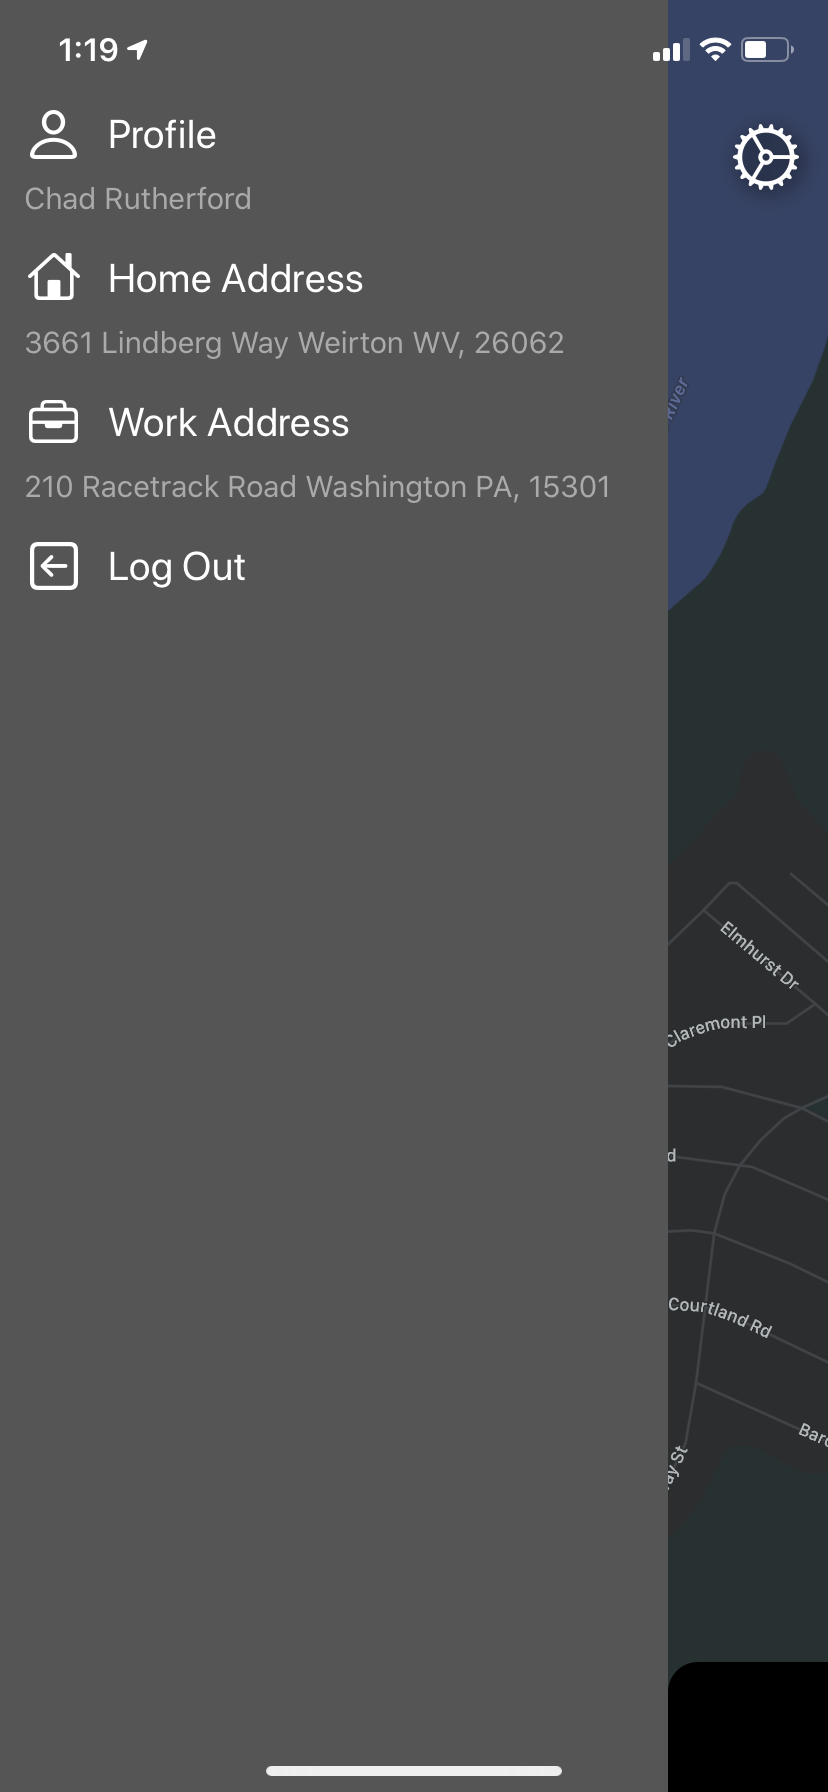 1:19
Profile
Chad Rutherford
Home Address
3661 Lindberg Way Weirton WV, 26062
Work Address
210 Racetrack Road Washington PA, 15301
Log Out
River
Elmhurst Dr
Claremont Pl
Courtland Rd